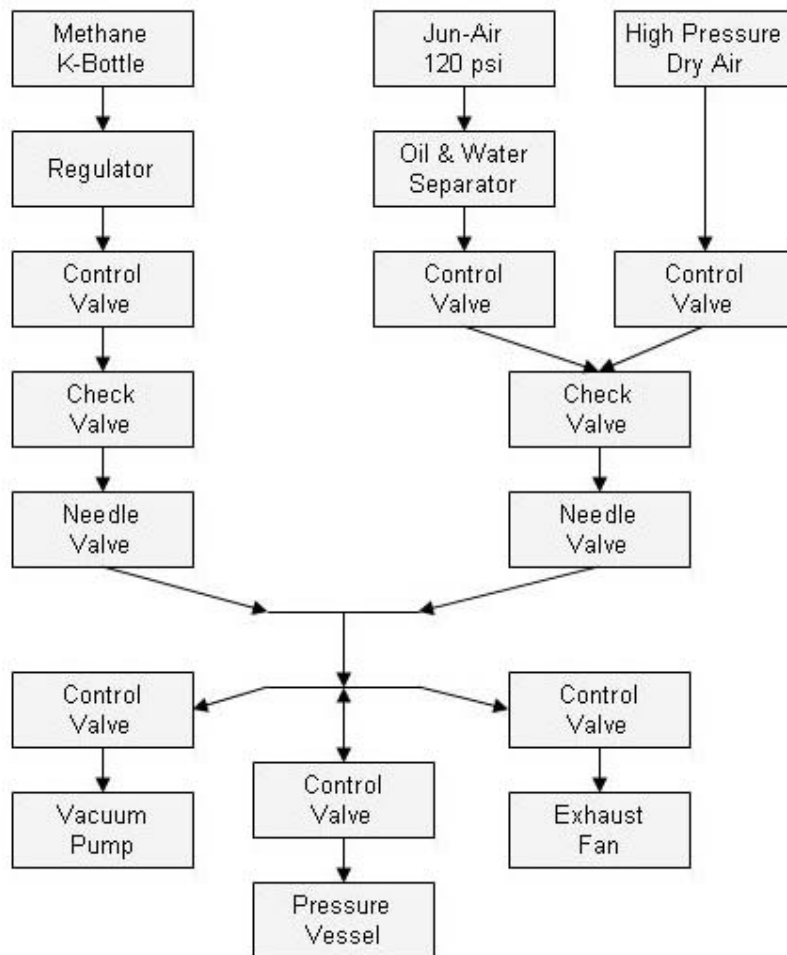 Methane
K-Bottle
Jun-Air
120 psi
High Pressure
Dry Air
Regulator
Oil & Water
Separator
Control
Valve
Control
Valve
Control
Valve
Check
Valve
Check
Valve
Needle
Valve
Needle
Valve
Control
Valve
Control
Valve
Control
Valve
Vacuum
Pump
Exhaust
Fan
Pressure
Vessel